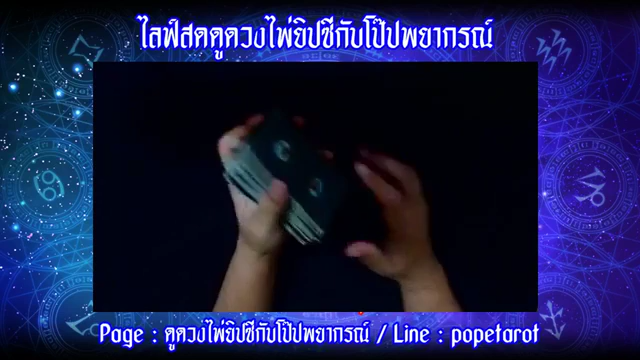 ไลฟ์สดดูดวงไพ่ยิปซีกับโป๊ปพยากรณ์
Page : ดูดวงไพ่ยิปซีกับโป๊ปพยากรณ์ / Line : popetarot